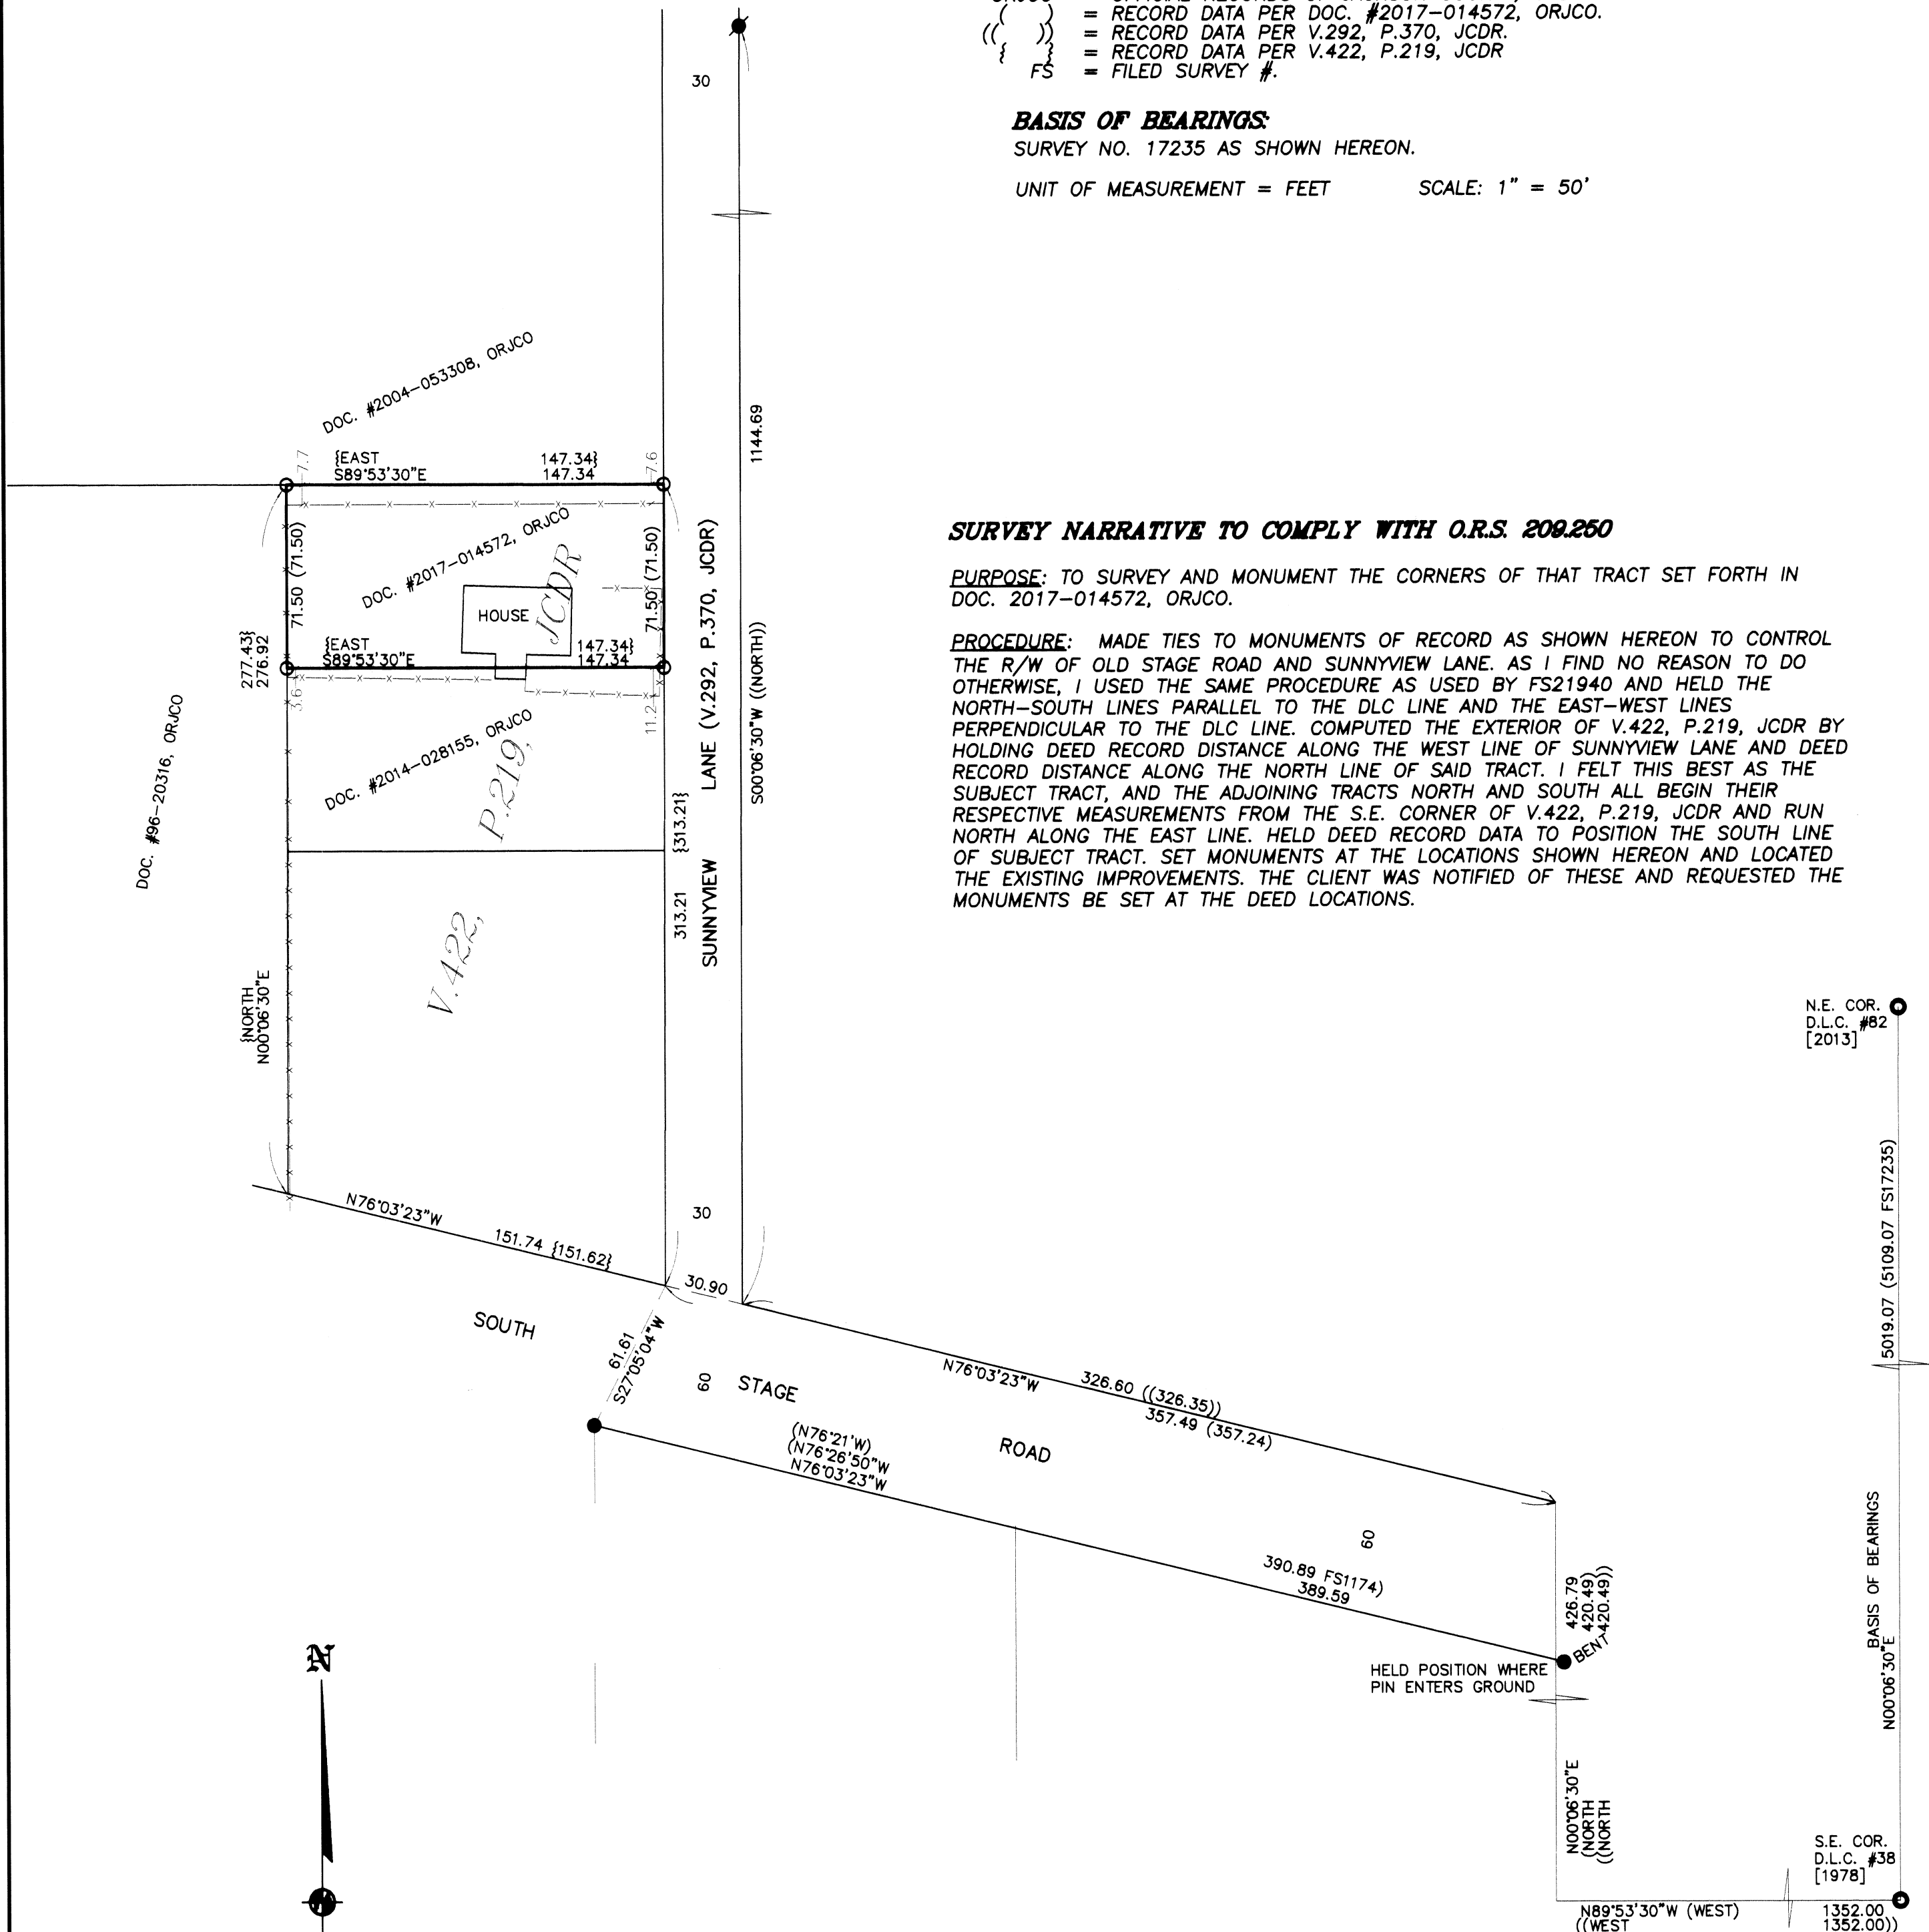 ( ) = RECORD DATA PER DOC. #2017-014572, ORJCO.
(( )) = RECORD DATA PER V.292, P.370, JCDR.
{ } = RECORD DATA PER V.422, P.219, JCDR
FS = FILED SURVEY #.
BASIS OF BEARINGS:
SURVEY NO. 17235 AS SHOWN HEREON.
UNIT OF MEASUREMENT = FEET SCALE: 1" = 50'
30
1144.69
S00°06'30"W ((NORTH))
DOC. #2004-053308, ORJCO
7.7
{EAST 147.34}
S89°53'30"E 147.34
7.6
71.50 (71.50)
DOC. #2017-014572, ORJCO
71.50 (71.50)
HOUSE
JCDR
{EAST 147.34}
S89°53'30"E 147.34
277.43}
276.92
3.6
11.2
DOC. #2014-028155, ORJCO
P.219,
V.422,
DOC. #96-20316, ORJCO
{NORTH
N00°06'30"E
313.21 {313.21}
SUNNYVIEW LANE (V.292, P.370, JCDR)
SURVEY NARRATIVE TO COMPLY WITH O.R.S. 209.250
PURPOSE: TO SURVEY AND MONUMENT THE CORNERS OF THAT TRACT SET FORTH IN
DOC. 2017-014572, ORJCO.
PROCEDURE: MADE TIES TO MONUMENTS OF RECORD AS SHOWN HEREON TO CONTROL
THE R/W OF OLD STAGE ROAD AND SUNNYVIEW LANE. AS I FIND NO REASON TO DO
OTHERWISE, I USED THE SAME PROCEDURE AS USED BY FS21940 AND HELD THE
NORTH-SOUTH LINES PARALLEL TO THE DLC LINE AND THE EAST-WEST LINES
PERPENDICULAR TO THE DLC LINE. COMPUTED THE EXTERIOR OF V.422, P.219, JCDR BY
HOLDING DEED RECORD DISTANCE ALONG THE WEST LINE OF SUNNYVIEW LANE AND DEED
RECORD DISTANCE ALONG THE NORTH LINE OF SAID TRACT. I FELT THIS BEST AS THE
SUBJECT TRACT, AND THE ADJOINING TRACTS NORTH AND SOUTH ALL BEGIN THEIR
RESPECTIVE MEASUREMENTS FROM THE S.E. CORNER OF V.422, P.219, JCDR AND RUN
NORTH ALONG THE EAST LINE. HELD DEED RECORD DATA TO POSITION THE SOUTH LINE
OF SUBJECT TRACT. SET MONUMENTS AT THE LOCATIONS SHOWN HEREON AND LOCATED
THE EXISTING IMPROVEMENTS. THE CLIENT WAS NOTIFIED OF THESE AND REQUESTED THE
MONUMENTS BE SET AT THE DEED LOCATIONS.
N.E. COR.
D.L.C. #82
[2013]
5019.07 (5109.07 FS17235)
BASIS OF BEARINGS
N00°06'30"E
N76°03'23"W
151.74 {151.62}
30
30.90
61.61
S27°05'04"W
SOUTH
60
STAGE
ROAD
N76°03'23"W
326.60 ((326.35))
357.49 (357.24)
(N76°21'W)
(N76°26'50"W
N76°03'23"W
60
390.89 FS1174)
389.59
426.79
420.49)
420.49))
BENT
HELD POSITION WHERE
PIN ENTERS GROUND
N00°06'30"E
(NORTH
((NORTH
N
S.E. COR.
D.L.C. #38
[1978]
N89°53'30"W (WEST) 1352.00
((WEST 1352.00))